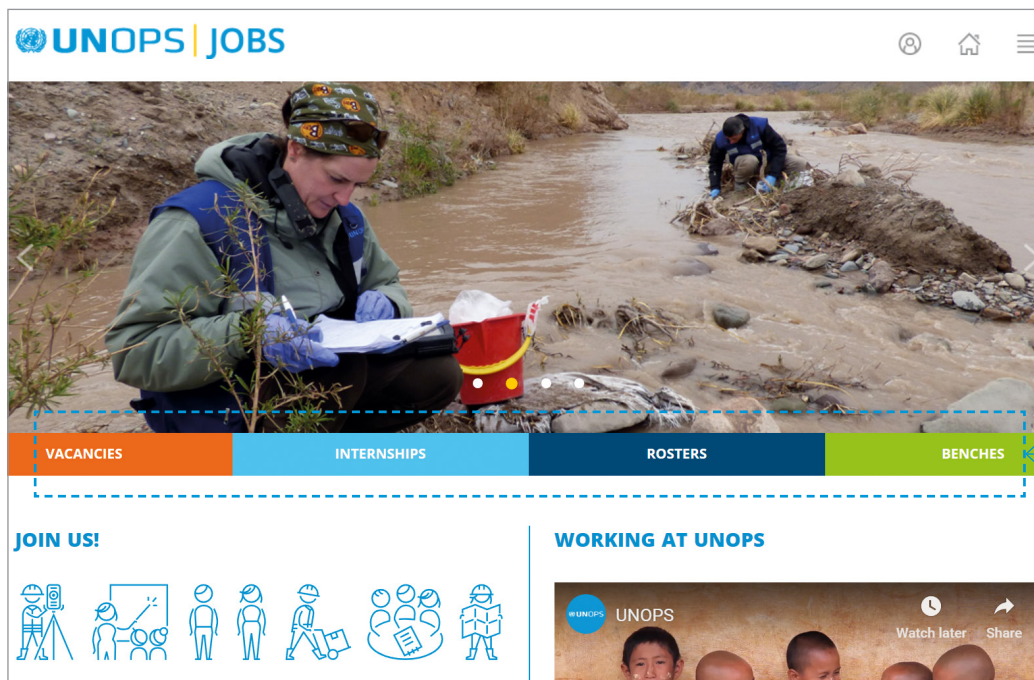 UNOPS JOBS
VACANCIES
INTERNSHIPS
ROSTERS
BENCHES
JOIN US!
WORKING AT UNOPS
UNOPS
UNOPS
Watch later
Share